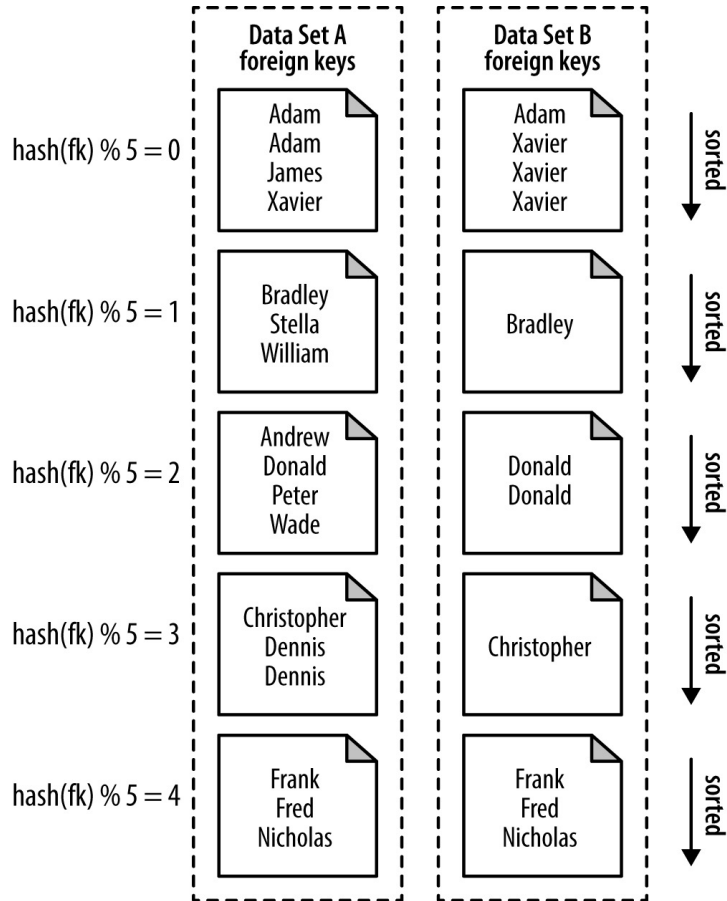 Data Set A
foreign keys
Data Set B
foreign keys
hash(fk) % 5 = 0
Adam
Adam
James
Xavier
Adam
Xavier
Xavier
Xavier
sorted
hash(fk) % 5 = 1
Bradley
Stella
William
Bradley
sorted
hash(fk) % 5 = 2
Andrew
Donald
Peter
Wade
Donald
Donald
sorted
hash(fk) % 5 = 3
Christopher
Dennis
Dennis
Christopher
sorted
hash(fk) % 5 = 4
Frank
Fred
Nicholas
Frank
Fred
Nicholas
sorted